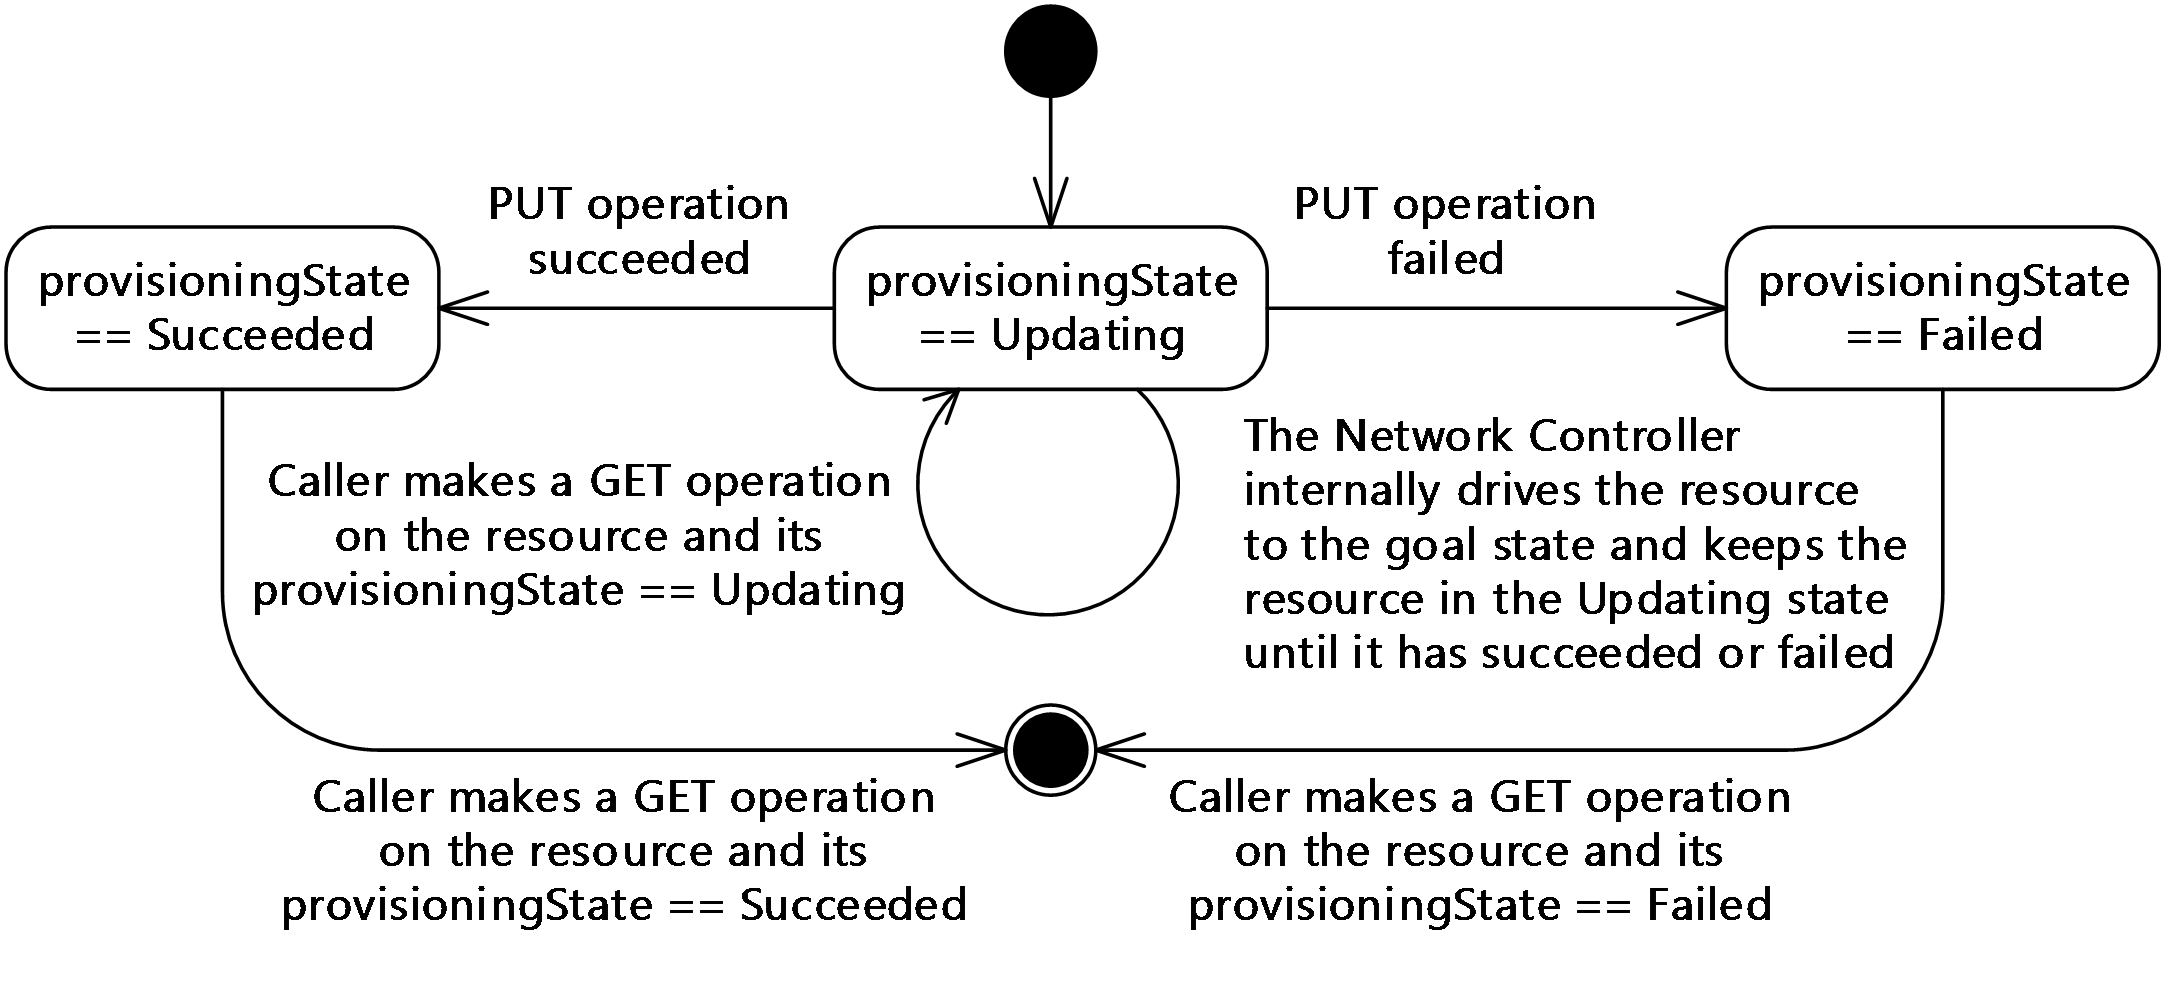 PUT operation
succeeded
PUT operation
failed
provisioningState
== Succeeded
provisioningState
== Updating
provisioningState
== Failed
Caller makes a GET operation
on the resource and its
provisioningState == Updating
The Network Controller
internally drives the resource
to the goal state and keeps the
resource in the Updating state
until it has succeeded or failed
Caller makes a GET operation
on the resource and its
provisioningState == Succeeded
Caller makes a GET operation
on the resource and its
provisioningState == Failed